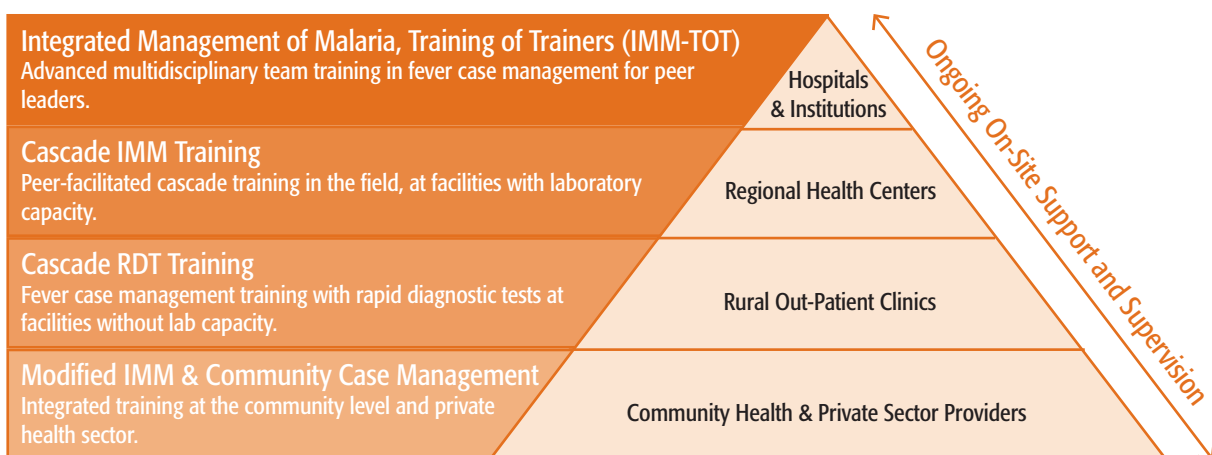 Integrated Management of Malaria, Training of Trainers (IMM-TOT)
Advanced multidisciplinary team training in fever case management for peer
leaders.
Hospitals
& Institutions
Cascade IMM Training
Peer-facilitated cascade training in the field, at facilities with laboratory
capacity.
Regional Health Centers
Cascade RDT Training
Fever case management training with rapid diagnostic tests at
facilities without lab capacity.
Rural Out-Patient Clinics
Modified IMM & Community Case Management
Integrated training at the community level and private
health sector.
Community Health & Private Sector Providers
Ongoing On-Site Support and Supervision